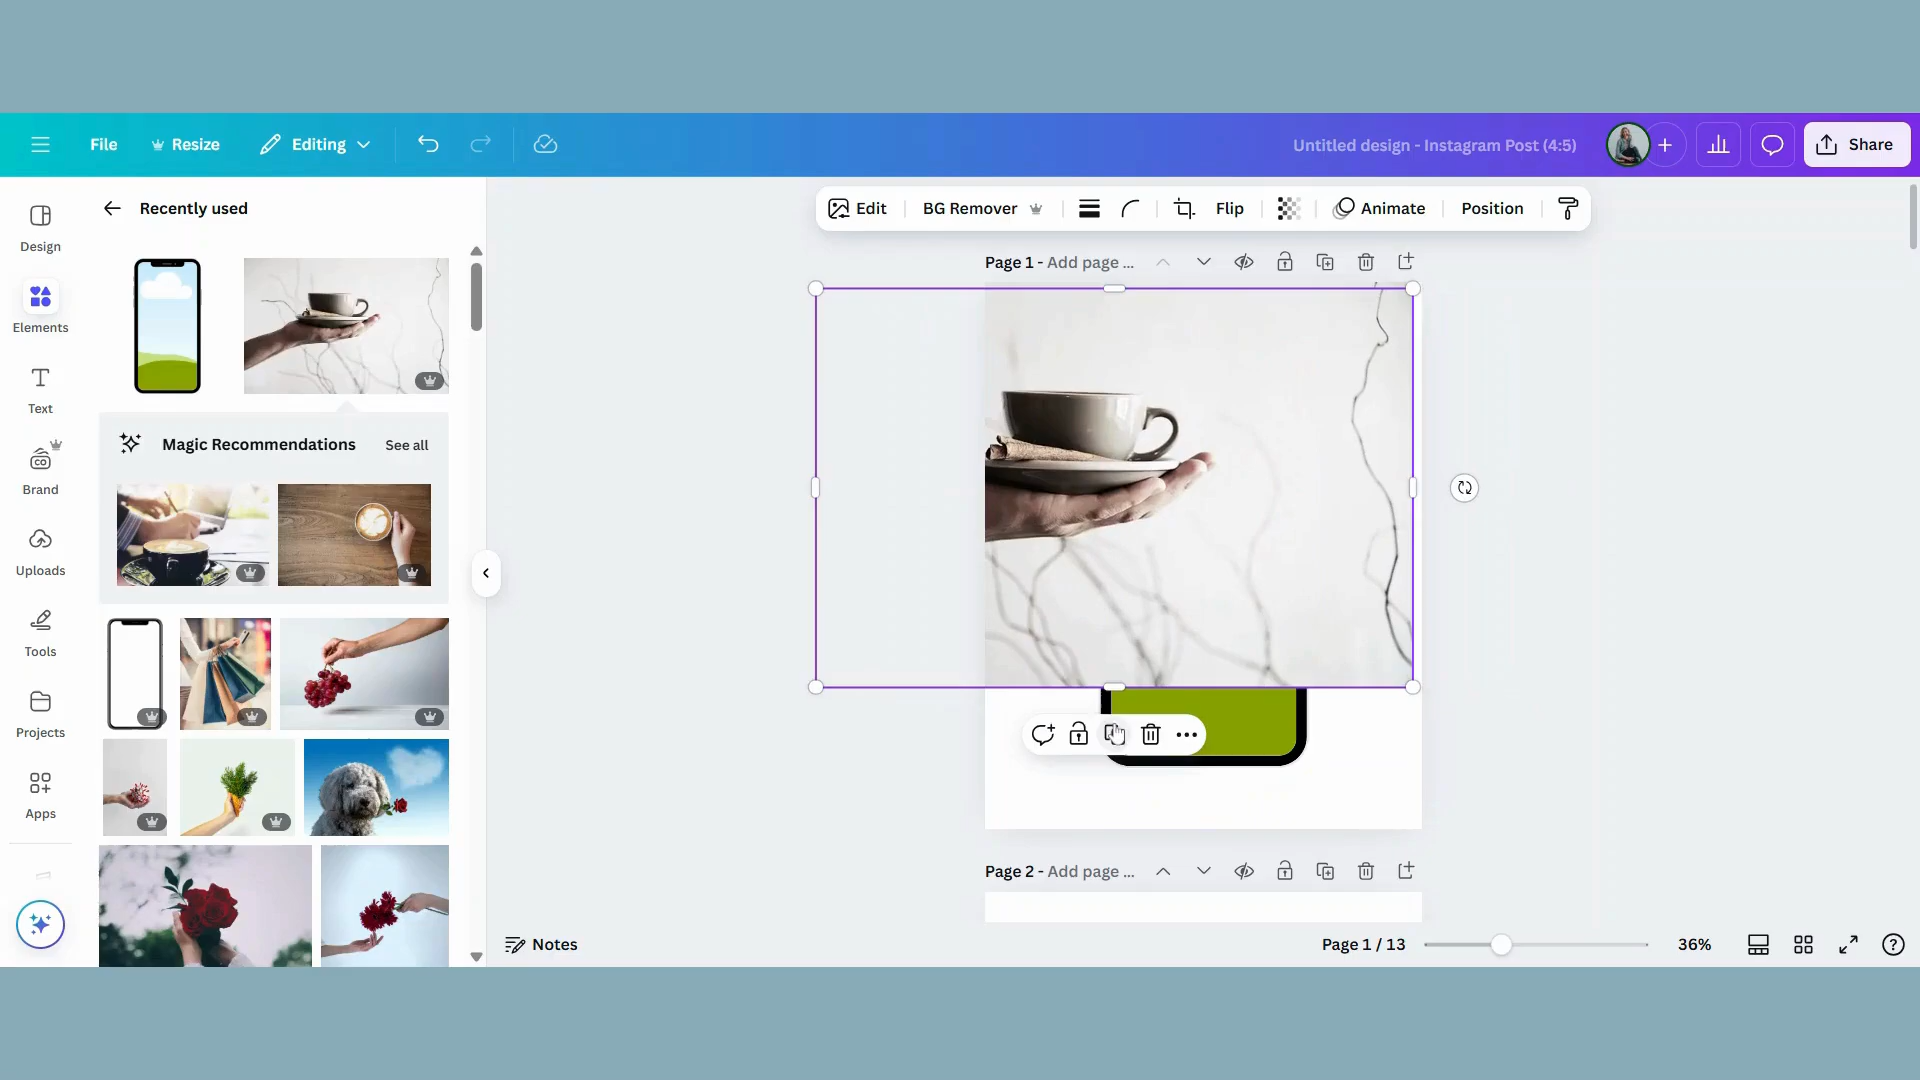 File
Resize
Editing
Untitled design - Instagram Post (4:5)
Share
Design
Elements
Text
Brand
Uploads
Tools
Projects
Apps
Recently used
Magic Recommendations
See all
Edit
BG Remover
Flip
Animate
Position
Page 1 - Add page ...
Page 2 - Add page ...
Notes
Page 1 / 13
36%